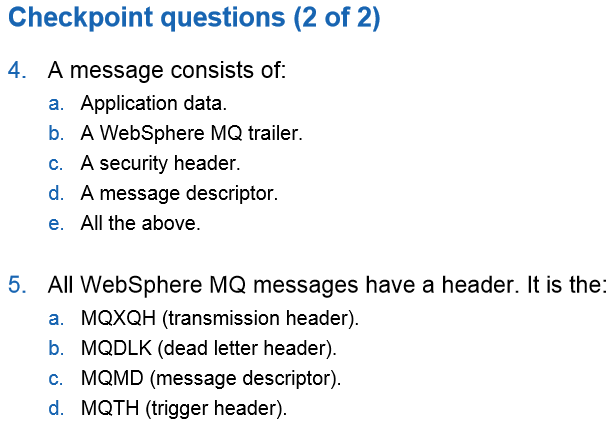 Checkpoint questions (2 of 2)
4. A message consists of:
a. Application data.
b. A WebSphere MQ trailer.
c. A security header.
d. A message descriptor.
e. All the above.
5. All WebSphere MQ messages have a header. It is the:
a. MQXQH (transmission header).
b. MQDLK (dead letter header).
c. MQMD (message descriptor).
d. MQTH (trigger header).